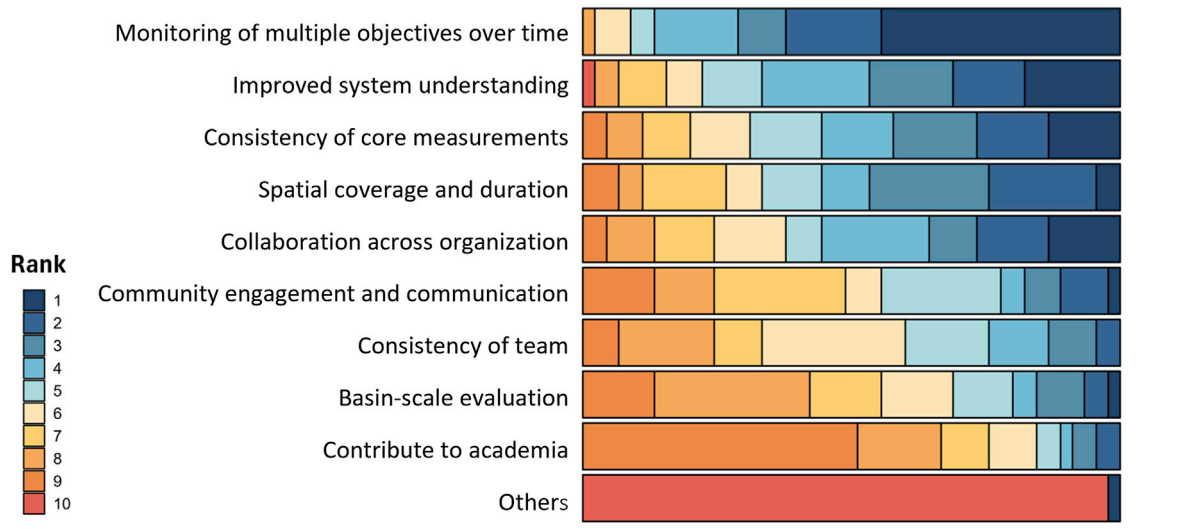 Monitoring of multiple objectives over time
Improved system understanding
Consistency of core measurements
Spatial coverage and duration
Collaboration across organization
Community engagement and communication
Consistency of team
Basin-scale evaluation
Contribute to academia
Others
Rank
1
2
3
4
5
6
7
8
9
10